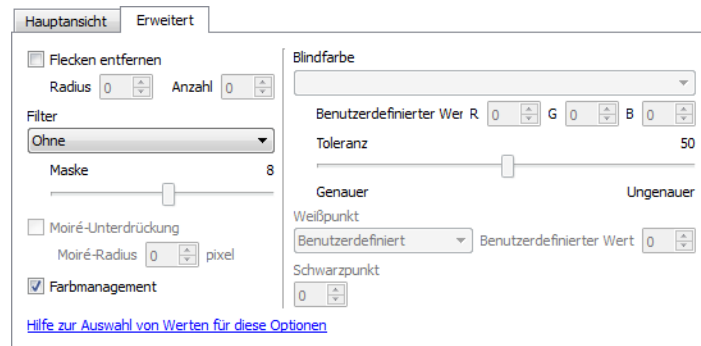 Hauptansicht Erweitert
Flecken entfernen
Radius 0 Anzahl 0
Filter
Ohne
Maske 8
Moiré-Unterdrückung
Moiré-Radius 0 pixel
Farbmanagement
Hilfe zur Auswahl von Werten für diese Optionen
Blindfarbe
Benutzerdefinierter Wer R 0 G 0 B 0
Toleranz 50
Genauer Ungenauer
Weißpunkt
Benutzerdefiniert Benutzerdefinierter Wert 0
Schwarzpunkt
0